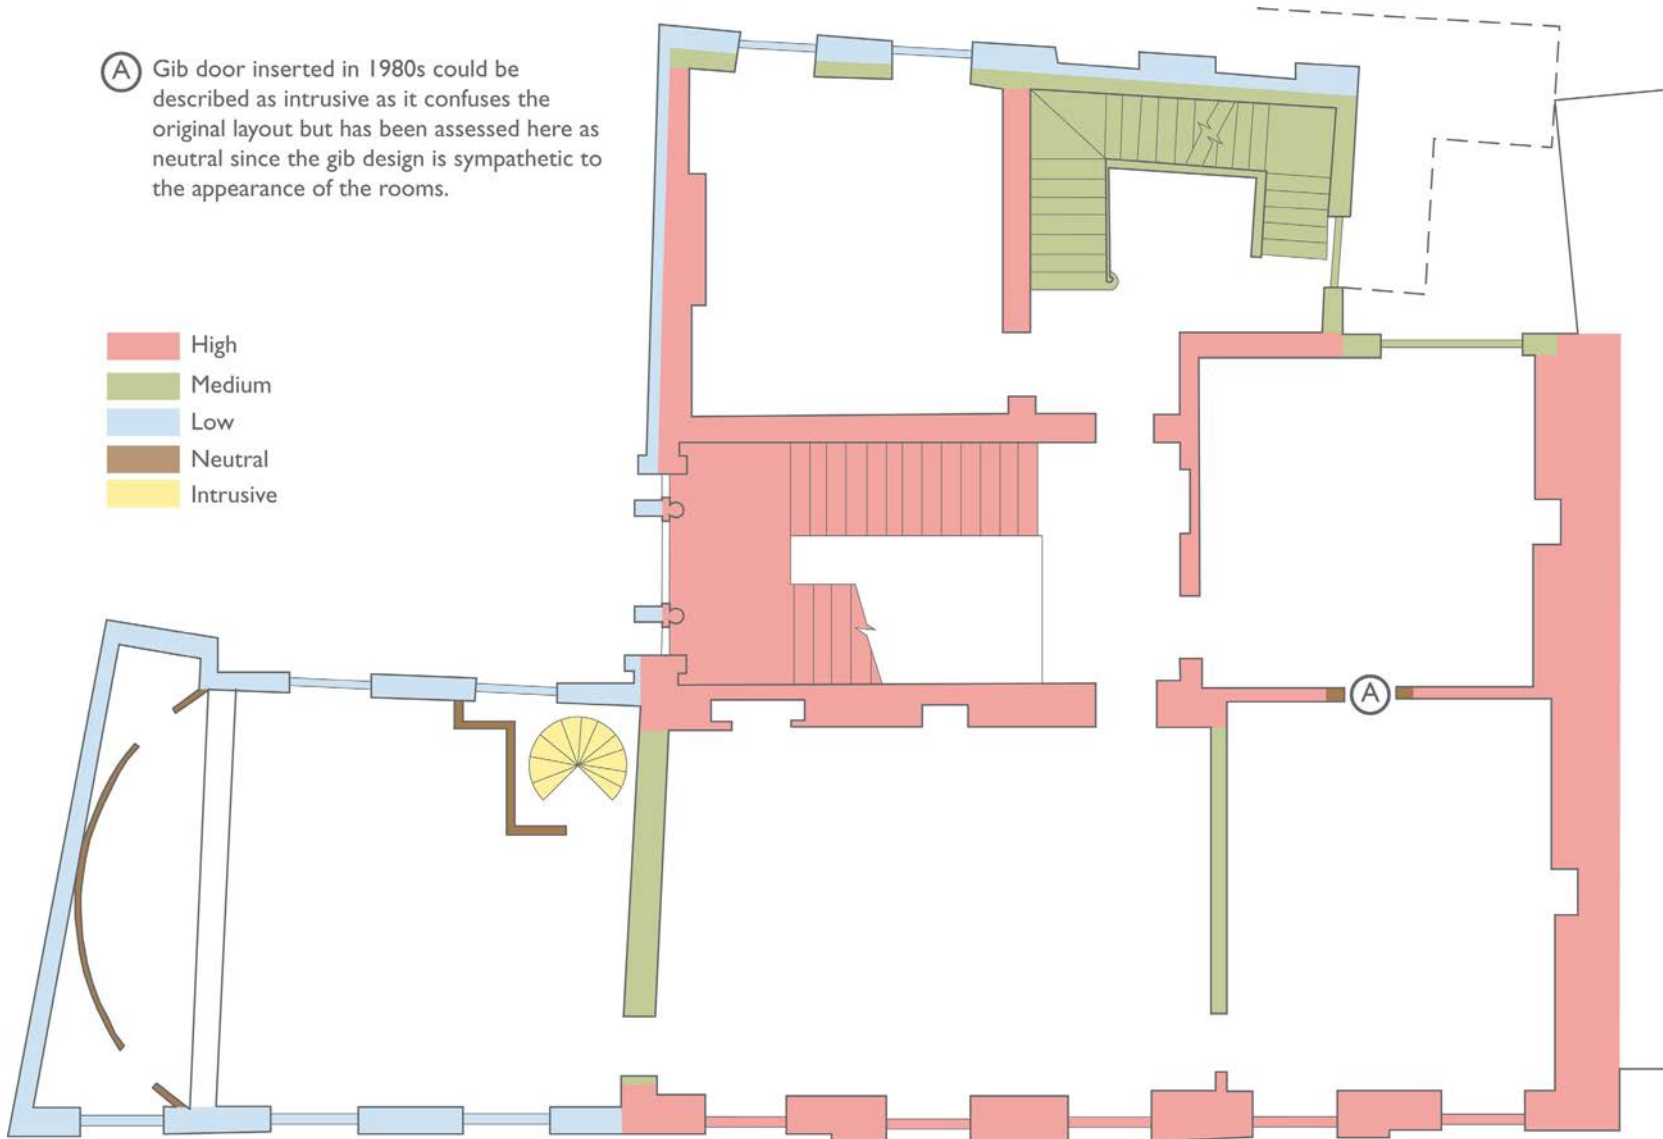 A Gib door inserted in 1980s could be
described as intrusive as it confuses the
original layout but has been assessed here as
neutral since the gib design is sympathetic to
the appearance of the rooms.
High
Medium
Low
Neutral
Intrusive
A